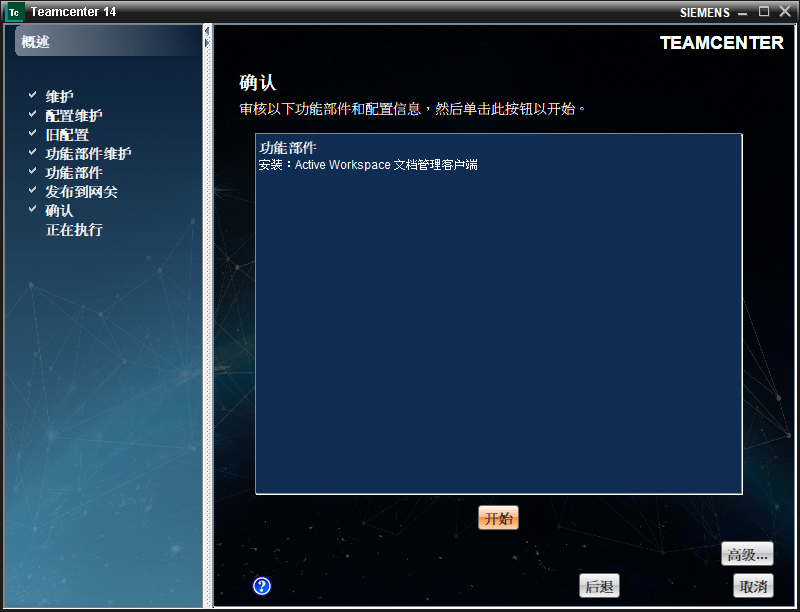 Teamcenter 14
SIEMENS
概述
TEAMCENTER
维护
配置维护
旧配置
功能部件维护
功能部件
发布到网关
确认
正在执行
确认
审核以下功能部件和配置信息，然后单击此按钮以开始。
功能部件
安装：Active Workspace 文档管理客户端
开始
高级...
后退
取消